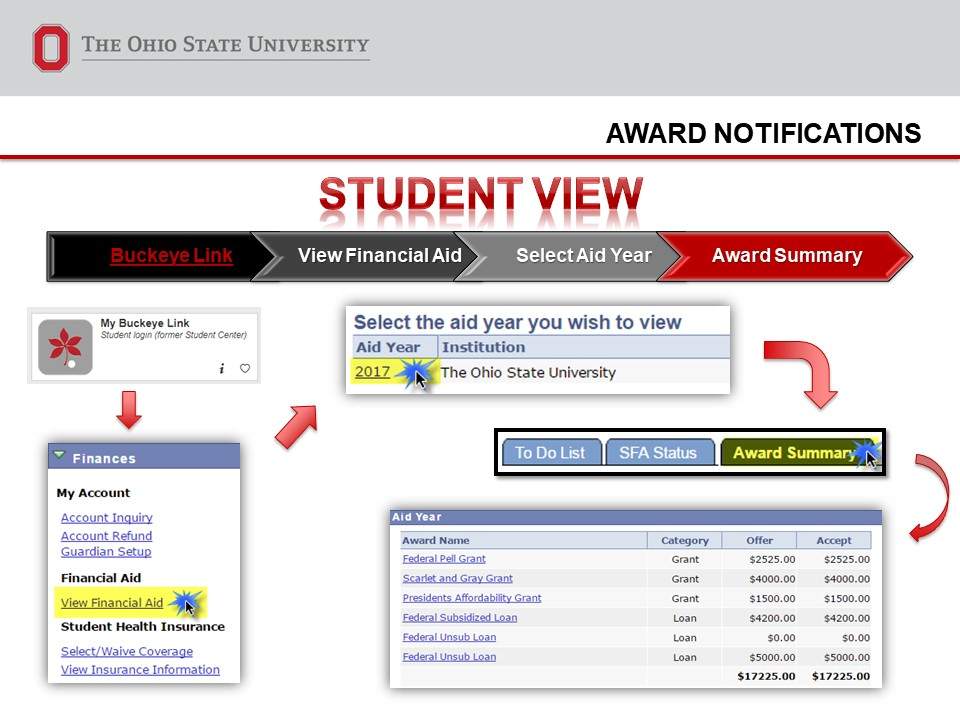 THE OHIO STATE UNIVERSITY
AWARD NOTIFICATIONS
STUDENT VIEW
Buckeye Link View Financial Aid Select Aid Year Award Summary
My Buckeye Link
Student login (former Student Center)
i
Finances
My Account
Account Inquiry
Account Refund
Guardian Setup
Financial Aid
View Financial Aid
Student Health Insurance
Select/Waive Coverage
View Insurance Information
Select the aid year you wish to view
Aid Year Institution
2017 The Ohio State University
To Do List SFA Status Award Summary
Aid Year
Award Name Category Offer Accept
Federal Pell Grant Grant $2525.00 $2525.00
Scarlet and Gray Grant Grant $4000.00 $4000.00
Presidents Affordability Grant Grant $1500.00 $1500.00
Federal Subsidized Loan Loan $4200.00 $4200.00
Federal Unsub Loan Loan $0.00 $0.00
Federal Unsub Loan Loan $5000.00 $5000.00
$17225.00 $17225.00